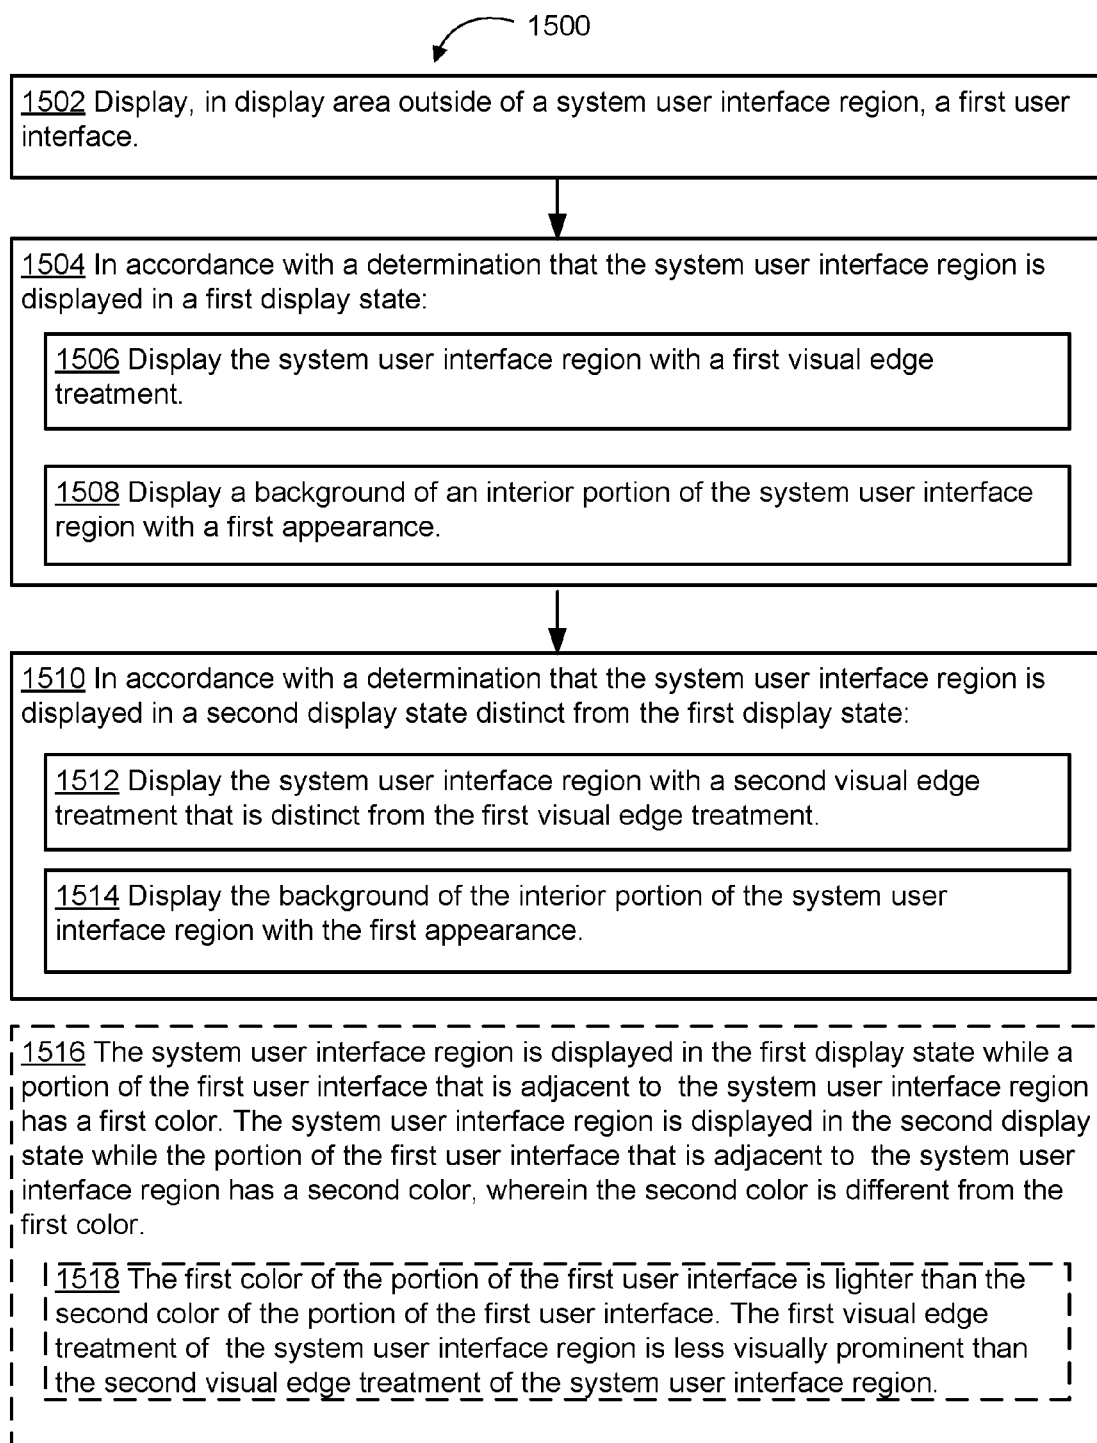 1500
1502 Display, in display area outside of a system user interface region, a first user
interface.
1504 In accordance with a determination that the system user interface region is
displayed in a first display state:
1506 Display the system user interface region with a first visual edge
treatment.
1508 Display a background of an interior portion of the system user interface
region with a first appearance.
1510 In accordance with a determination that the system user interface region is
displayed in a second display state distinct from the first display state:
1512 Display the system user interface region with a second visual edge
treatment that is distinct from the first visual edge treatment.
1514 Display the background of the interior portion of the system user
interface region with the first appearance.
1516 The system user interface region is displayed in the first display state while a
portion of the first user interface that is adjacent to  the system user interface region
has a first color. The system user interface region is displayed in the second display
state while the portion of the first user interface that is adjacent to  the system user
interface region has a second color, wherein the second color is different from the
first color.
1518 The first color of the portion of the first user interface is lighter than the
second color of the portion of the first user interface. The first visual edge
treatment of  the system user interface region is less visually prominent than
the second visual edge treatment of the system user interface region.